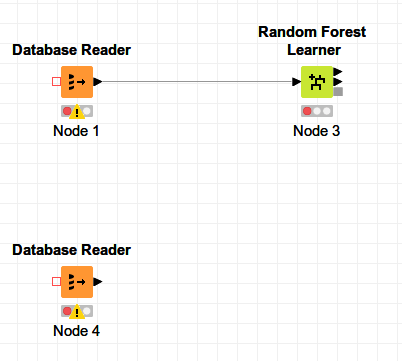 Random Forest
Learner
Database Reader
Node 1
Node 3
Database Reader
Node 4